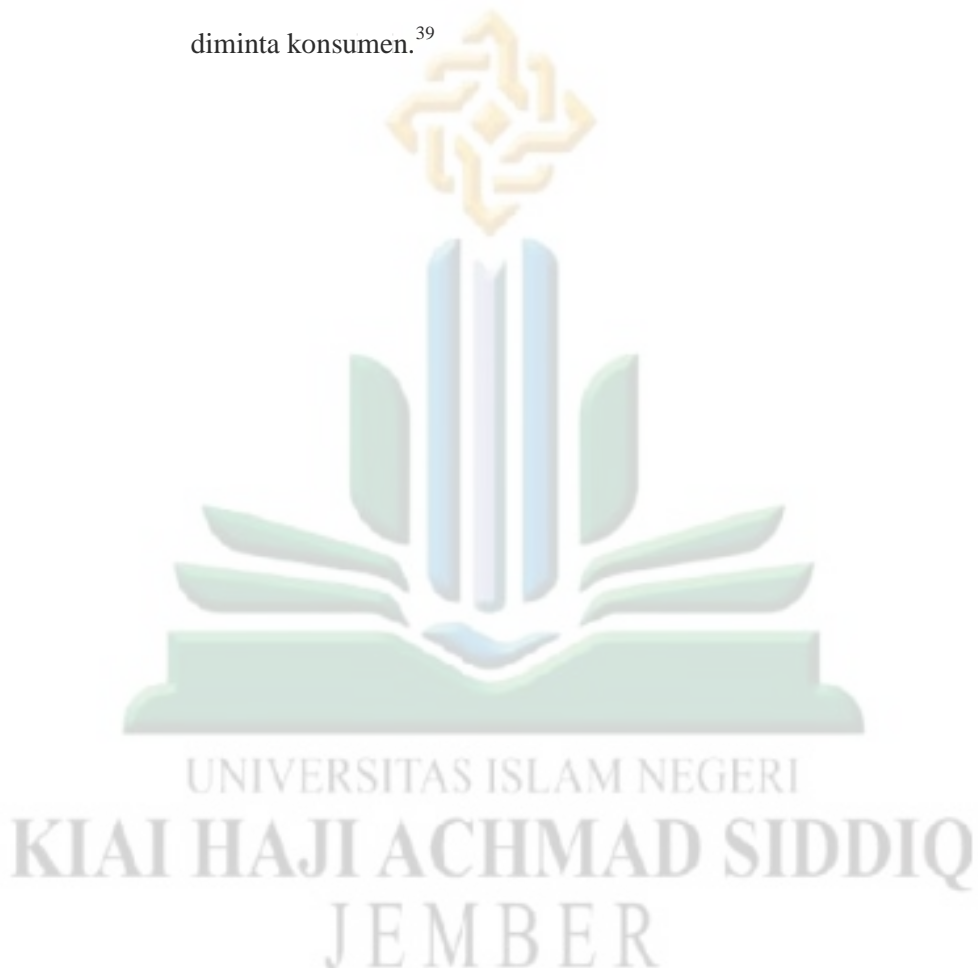 diminta konsumen.39
UNIVERSITAS ISLAM NEGERI
KIAI HAJI ACHMAD SIDDIQ
JEMBER